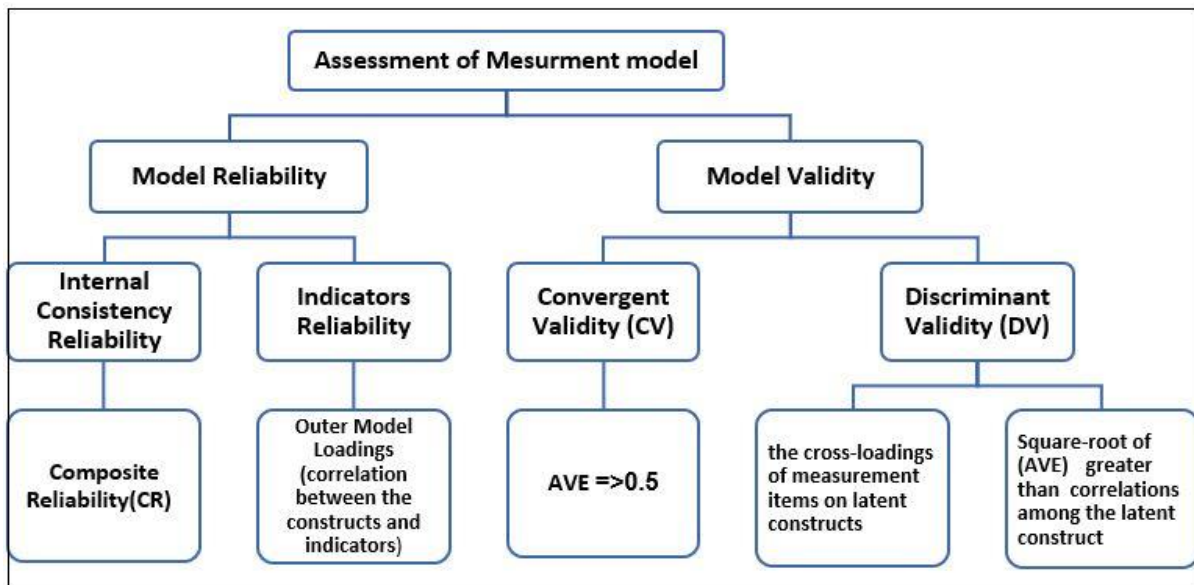 Assessment of Mesurment model
Model Reliability
Model Validity
Internal
Consistency
Reliability
Indicators
Reliability
Convergent
Validity (CV)
Discriminant
Validity (DV)
Composite
Reliability(CR)
Outer Model
Loadings
(correlation
between the
constructs and
indicators)
AVE =>0.5
the cross-loadings
of measurement
items on latent
constructs
Square-root of
(AVE) greater
than correlations
among the latent
construct